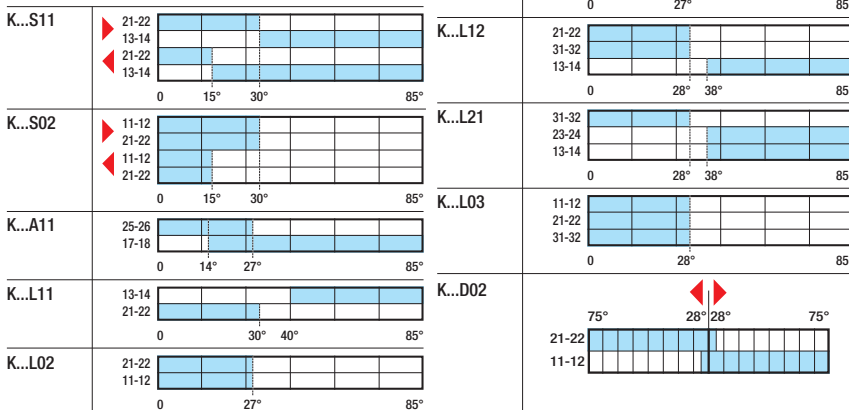 K...S11
21-22
13-14
21-22
13-14
0 15° 30° 85°
K...S02
11-12
21-22
11-12
21-22
0 15° 30° 85°
K...A11
25-26
17-18
0 14° 27° 85°
K...L11
13-14
21-22
0 30° 40° 85°
K...L02
21-22
11-12
0 27° 85°
0 27° 85
K...L12
21-22
31-32
13-14
0 28° 38° 85
K...L21
31-32
23-24
13-14
0 28° 38° 85
K...L03
11-12
21-22
31-32
0 28° 85
K...D02
75° 28° 28° 75°
21-22
11-12